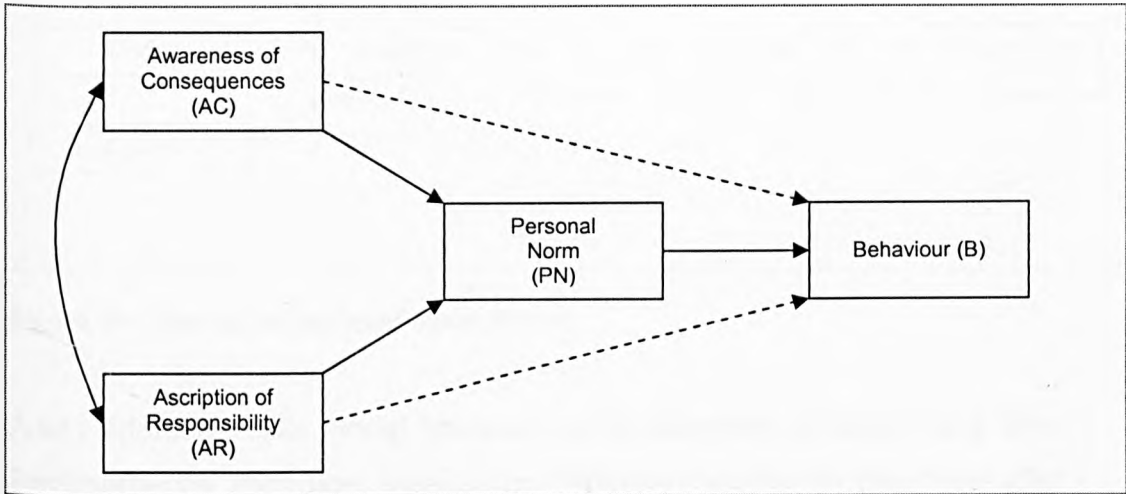 Awareness of
Consequences
(AC)
Personal
Norm
(PN)
Behaviour (B)
Ascription of
Responsibility
(AR)